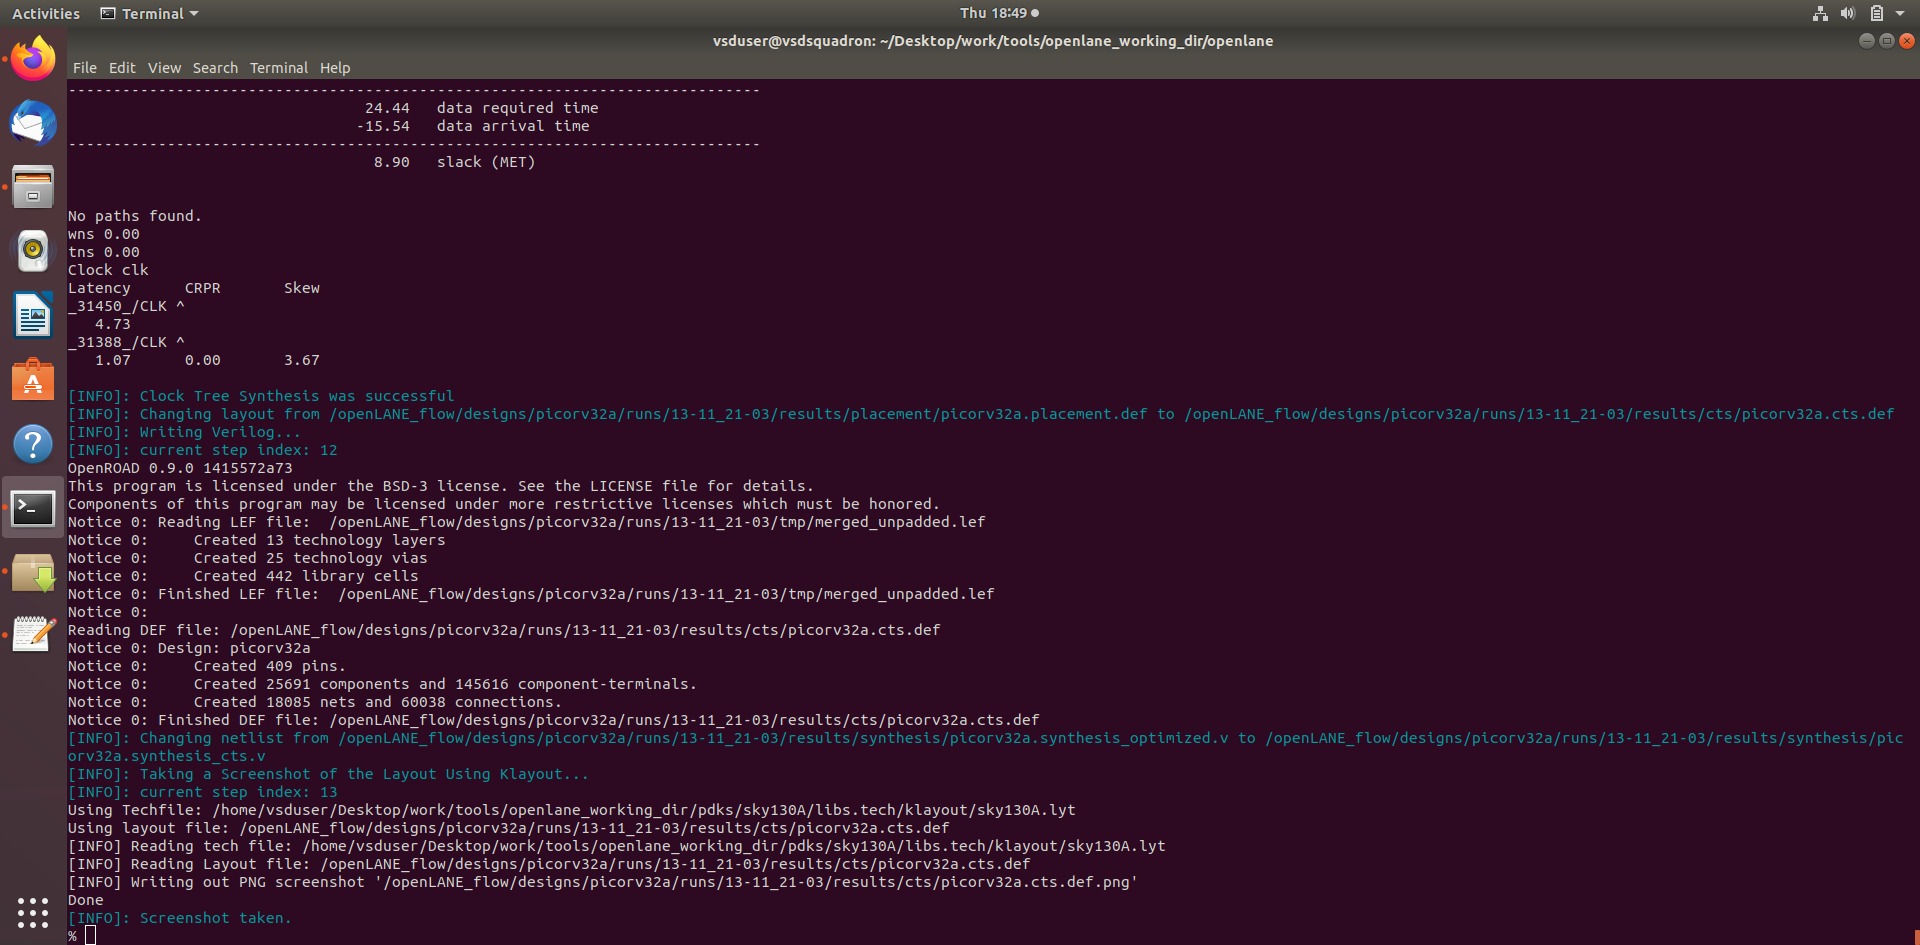 Activities Terminal Thu 18:49
vsduser@vsdsquadron: ~/Desktop/work/tools/openlane_working_dir/openlane
File Edit View Search Terminal Help
-----------------------------------------------------------------------------
24.44 data required time
-15.54 data arrival time
-----------------------------------------------------------------------------
8.90 slack (MET)
No paths found.
wns 0.00
tns 0.00
Clock clk
Latency CRPR Skew
_31450_/CLK ^
4.73
_31388_/CLK ^
1.07 0.00 3.67
[INFO]: Clock Tree Synthesis was successful
[INFO]: Changing layout from /openLANE_flow/designs/picorv32a/runs/13-11_21-03/results/placement/picorv32a.placement.def to /openLANE_flow/designs/picorv32a/runs/13-11_21-03/results/cts/picorv32a.cts.def
[INFO]: Writing Verilog...
[INFO]: current step index: 12
OpenROAD 0.9.0 1415572a73
This program is licensed under the BSD-3 license. See the LICENSE file for details.
Components of this program may be licensed under more restrictive licenses which must be honored.
Notice 0: Reading LEF file:  /openLANE_flow/designs/picorv32a/runs/13-11_21-03/tmp/merged_unpadded.lef
Notice 0:     Created 13 technology layers
Notice 0:     Created 25 technology vias
Notice 0:     Created 442 library cells
Notice 0: Finished LEF file:  /openLANE_flow/designs/picorv32a/runs/13-11_21-03/tmp/merged_unpadded.lef
Notice 0:
Reading DEF file: /openLANE_flow/designs/picorv32a/runs/13-11_21-03/results/cts/picorv32a.cts.def
Notice 0: Design: picorv32a
Notice 0:     Created 409 pins.
Notice 0:     Created 25691 components and 145616 component-terminals.
Notice 0:     Created 18085 nets and 60038 connections.
Notice 0: Finished DEF file: /openLANE_flow/designs/picorv32a/runs/13-11_21-03/results/cts/picorv32a.cts.def
[INFO]: Changing netlist from /openLANE_flow/designs/picorv32a/runs/13-11_21-03/results/synthesis/picorv32a.synthesis_optimized.v to /openLANE_flow/designs/picorv32a/runs/13-11_21-03/results/synthesis/pic
orv32a.synthesis_cts.v
[INFO]: Taking a Screenshot of the Layout Using Klayout...
[INFO]: current step index: 13
Using Techfile: /home/vsduser/Desktop/work/tools/openlane_working_dir/pdks/sky130A/libs.tech/klayout/sky130A.lyt
Using layout file: /openLANE_flow/designs/picorv32a/runs/13-11_21-03/results/cts/picorv32a.cts.def
[INFO] Reading tech file: /home/vsduser/Desktop/work/tools/openlane_working_dir/pdks/sky130A/libs.tech/klayout/sky130A.lyt
[INFO] Reading Layout file: /openLANE_flow/designs/picorv32a/runs/13-11_21-03/results/cts/picorv32a.cts.def
[INFO] Writing out PNG screenshot '/openLANE_flow/designs/picorv32a/runs/13-11_21-03/results/cts/picorv32a.cts.def.png'
Done
[INFO]: Screenshot taken.
%